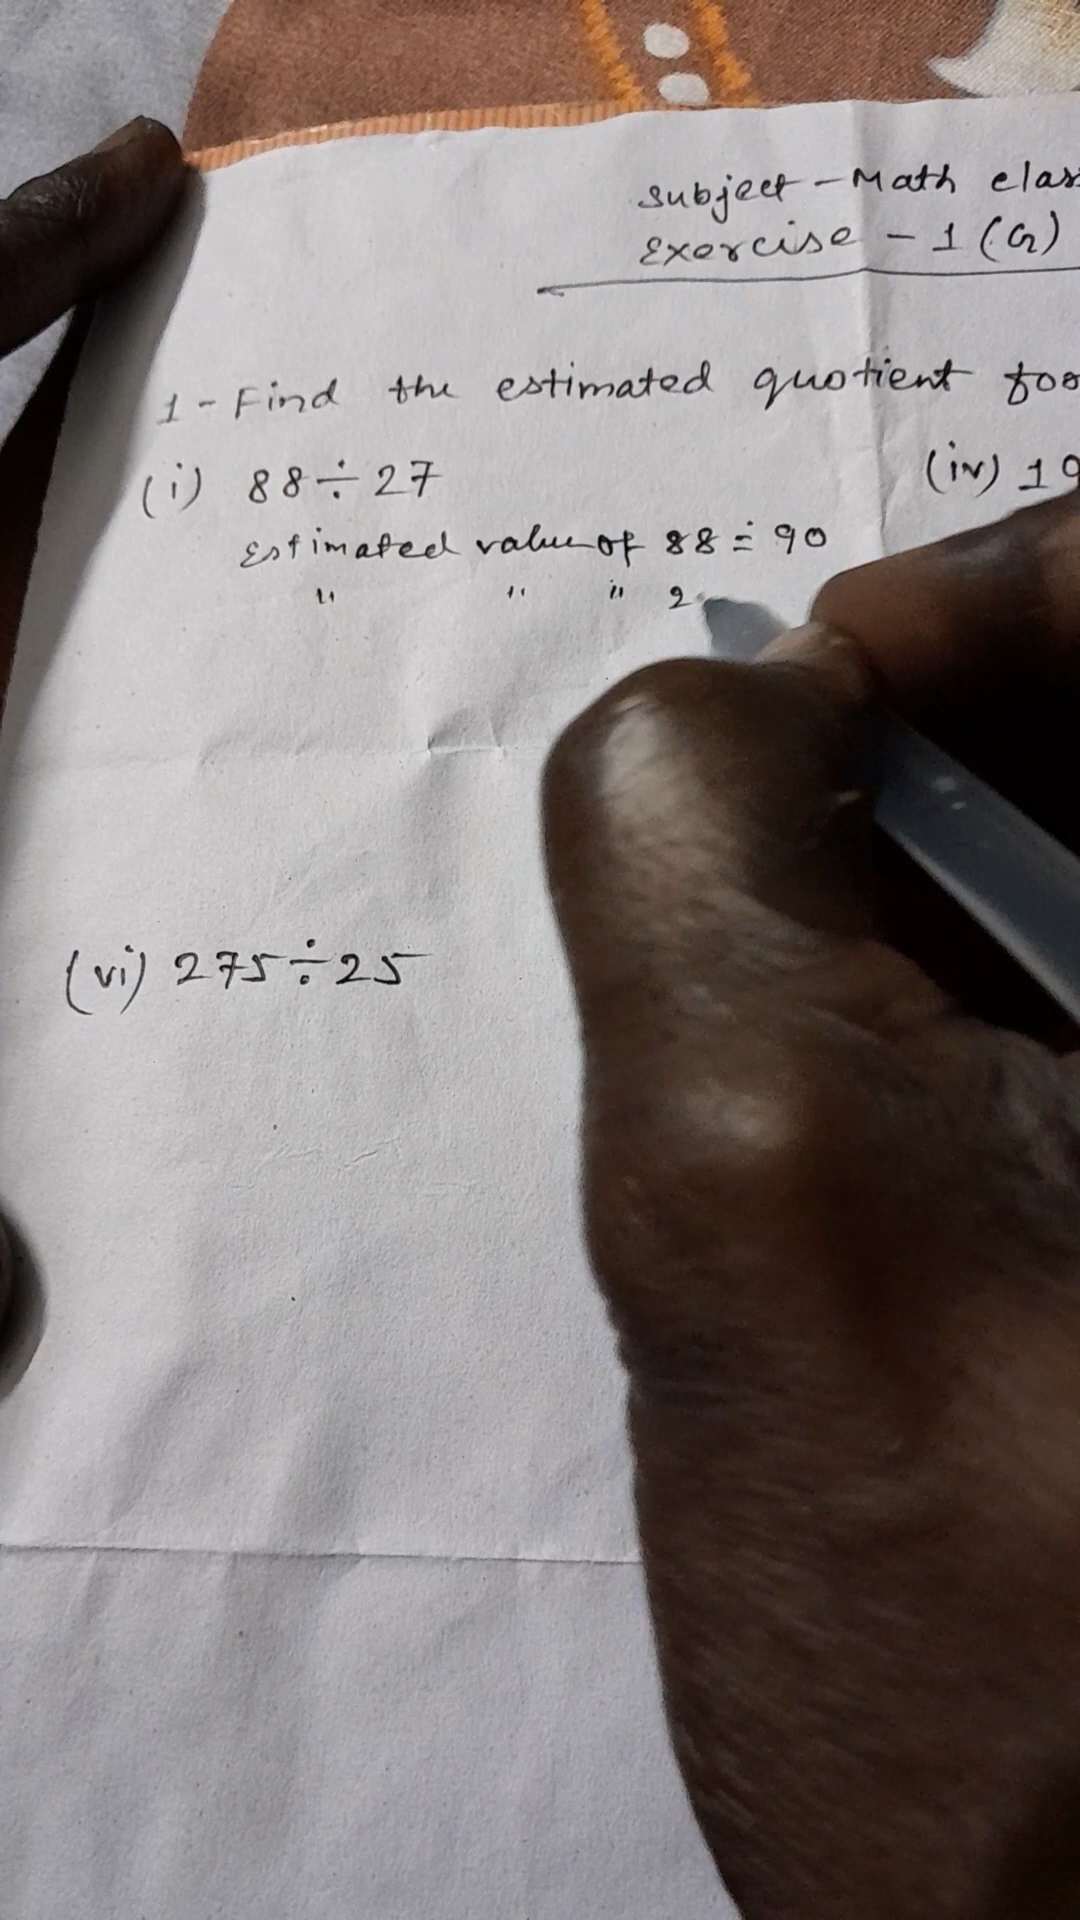 Subject - Math clas
Exercise - 1 (G)
1 - Find the estimated quotient for
(i) 88 ÷ 27
(iv) 19
Estimated value of 88 = 90
" " " 2
(vi) 275 ÷ 25